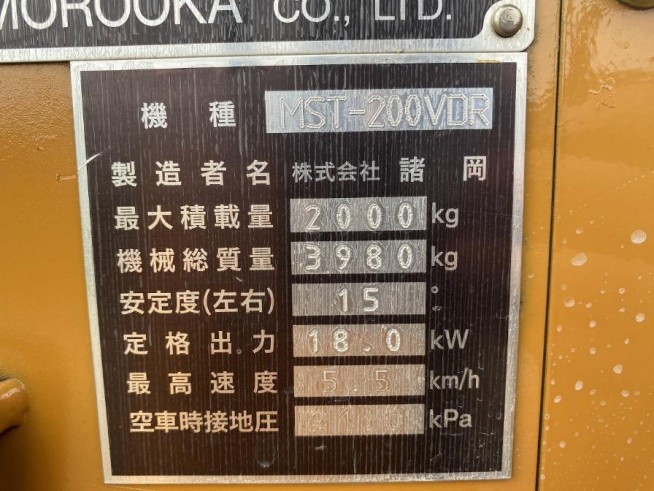 MOROOKA CO., LTD.
機種 MST-200VDR
製造者名 株式会社 諸岡
最大積載量 2000 kg
機械総質量 3980 kg
安定度(左右) 15 °
定格出力 18.0 kW
最高速度 5.5 km/h
空車時接地圧 kPa